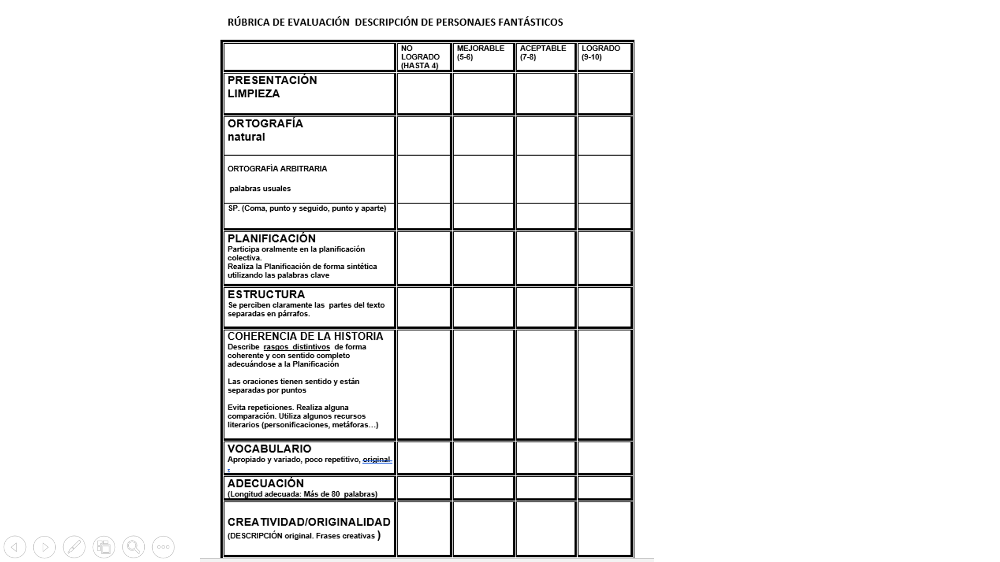 RÚBRICA DE EVALUACIÓN  DESCRIPCIÓN DE PERSONAJES FANTÁSTICOS
NO
LOGRADO
(HASTA 4)
MEJORABLE
(5-6)
ACEPTABLE
(7-8)
LOGRADO
(9-10)
PRESENTACIÓN
LIMPIEZA
ORTOGRAFÍA
natural
ORTOGRAFÌA ARBITRARIA
palabras usuales
SP. (Coma, punto y seguido, punto y aparte)
PLANIFICACIÓN
Participa oralmente en la planificación
colectiva.
Realiza la Planificación de forma sintética
utilizando las palabras clave
ESTRUCTURA
Se perciben claramente las  partes del texto
separadas en párrafos.
COHERENCIA DE LA HISTORIA
Describe  rasgos  distintivos  de forma
coherente y con sentido completo
adecuándose a la Planificación
Las oraciones tienen sentido y están
separadas por puntos
Evita repeticiones. Realiza alguna
comparación. Utiliza algunos recursos
literarios (personificaciones, metáforas…)
VOCABULARIO
Apropiado y variado, poco repetitivo, original
ADECUACIÓN
(Longitud adecuada: Más de 80  palabras)
CREATIVIDAD/ORIGINALIDAD
(DESCRIPCIÓN original. Frases creativas )